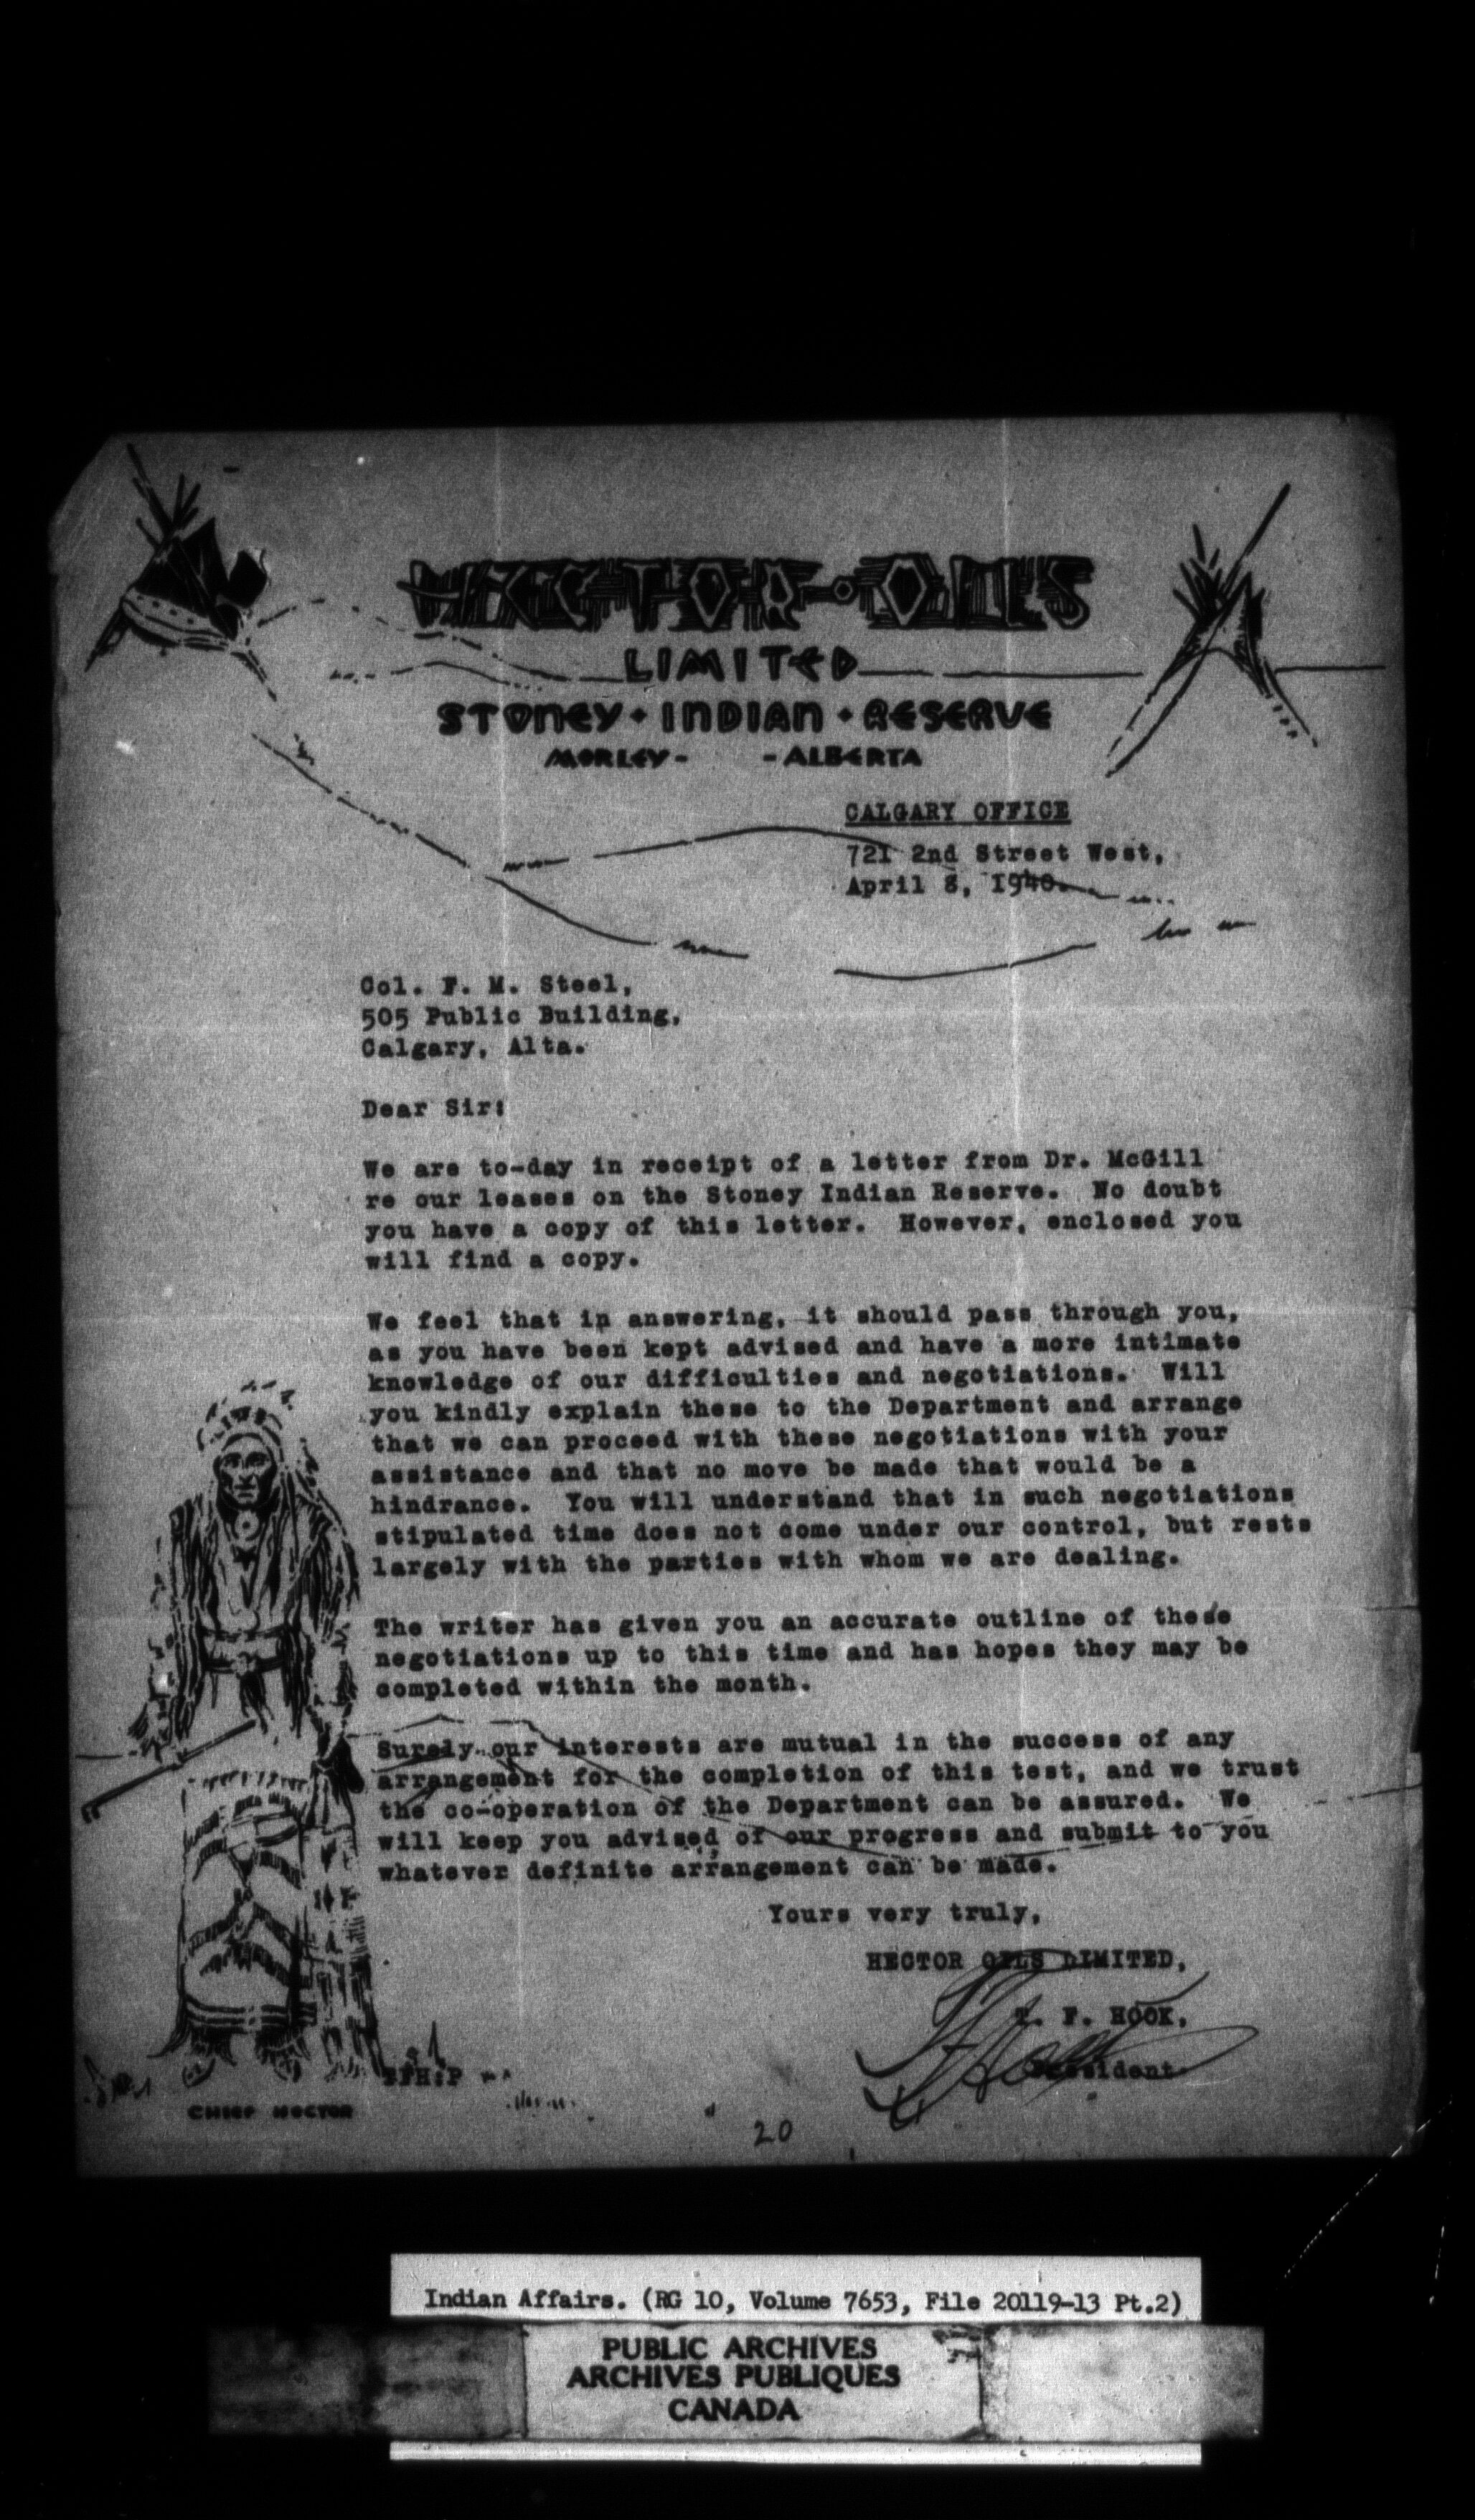 HECTOR • OILS
LIMITED
STONEY • INDIAN • RESERVE
MORLEY - - ALBERTA
CALGARY OFFICE
721 2nd Street West,
April 8, 1940.
Col. F. M. Steel,
505 Public Building,
Calgary, Alta.
Dear Sir:
We are to-day in receipt of a letter from Dr. McGill
re our leases on the Stoney Indian Reserve. No doubt
you have a copy of this letter. However, enclosed you
will find a copy.
We feel that in answering, it should pass through you,
as you have been kept advised and have a more intimate
knowledge of our difficulties and negotiations. Will
you kindly explain these to the Department and arrange
that we can proceed with these negotiations with your
assistance and that no move be made that would be a
hindrance. You will understand that in such negotiations
stipulated time does not come under our control, but rests
largely with the parties with whom we are dealing.
The writer has given you an accurate outline of these
negotiations up to this time and has hopes they may be
completed within the month.
Surely our interests are mutual in the success of any
arrangement for the completion of this test, and we trust
the co-operation of the Department can be assured. We
will keep you advised of our progress and submit to you
whatever definite arrangement can be made.
Yours very truly,
HECTOR OILS LIMITED,
F. HOOK,
President
CHIEF HECTOR
20
Indian Affairs. (RG 10, Volume 7653, File 20119-13 Pt.2)
PUBLIC ARCHIVES
ARCHIVES PUBLIQUES
CANADA